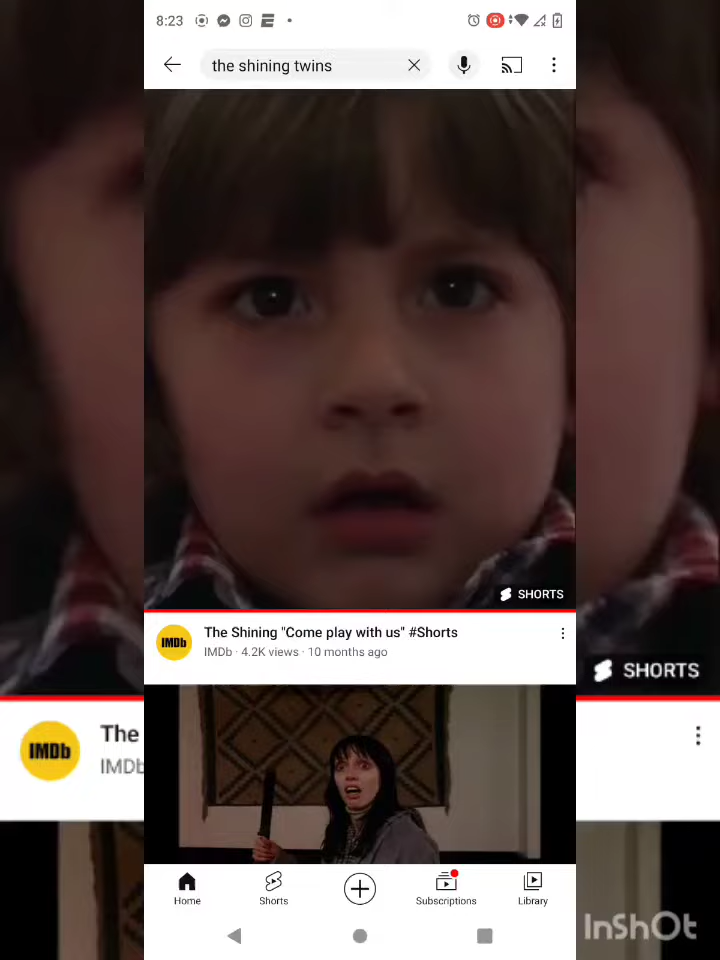 8:23
the shining twins
SHORTS
IMDb
The Shining "Come play with us" #Shorts
IMDb · 4.2K views · 10 months ago
SHORTS
IMDb
The
IMDb
Home
Shorts
Subscriptions
Library
InShOt